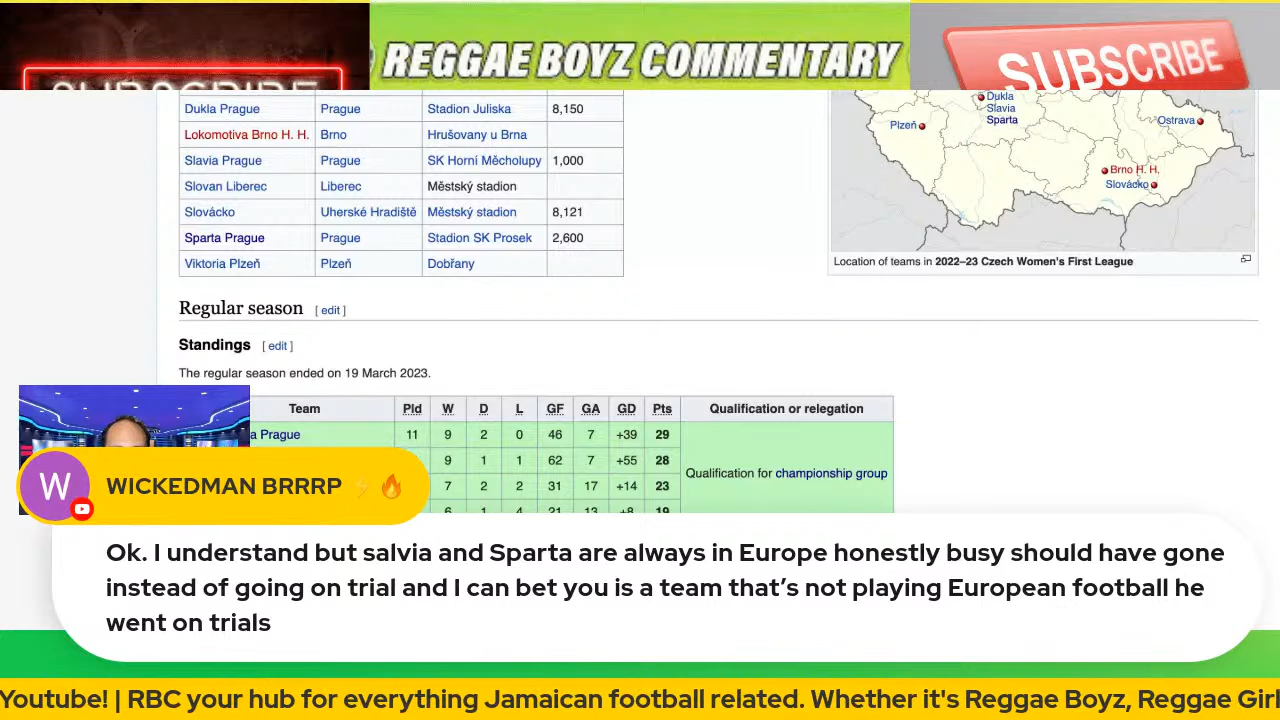 SUBSCRIBE
REGGAE BOYZ COMMENTARY
SUBSCRIBE
Dukla Prague Prague Stadion Juliska 8,150
Lokomotiva Brno H. H. Brno Hrušovany u Brna
Slavia Prague Prague SK Horní Měcholupy 1,000
Slovan Liberec Liberec Městský stadion
Slovácko Uherské Hradiště Městský stadion 8,121
Sparta Prague Prague Stadion SK Prosek 2,600
Viktoria Plzeň Plzeň Dobřany
Dukla
Slavia
Sparta
Plzeň
Ostrava
Brno H. H.
Slovácko
Location of teams in 2022–23 Czech Women's First League
Regular season [ edit ]
Standings [ edit ]
The regular season ended on 19 March 2023.
Team Pld W D L GF GA GD Pts Qualification or relegation
a Prague 11 9 2 0 46 7 +39 29
9 1 1 62 7 +55 28
Qualification for championship group
7 2 2 31 17 +14 23
6 1 4 21 13 +8 19
W
WICKEDMAN BRRRP ⚡🔥
Ok. I understand but salvia and Sparta are always in Europe honestly busy should have gone
instead of going on trial and I can bet you is a team that's not playing European football he
went on trials
Youtube! | RBC your hub for everything Jamaican football related. Whether it's Reggae Boyz, Reggae Girl